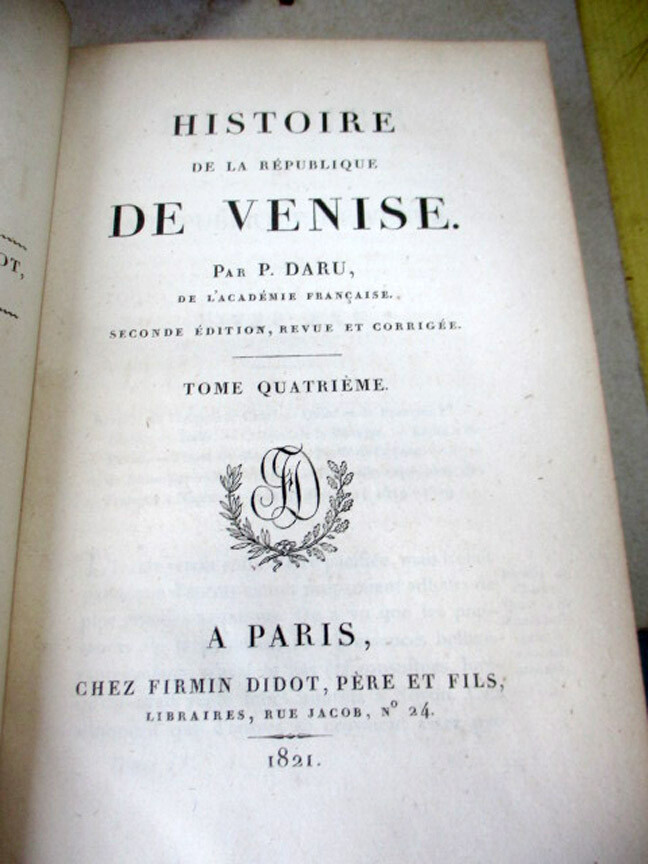 HISTOIRE
DE LA RÉPUBLIQUE
DE VENISE.
PAR P. DARU,
DE L'ACADÉMIE FRANÇAISE.
SECONDE ÉDITION, REVUE ET CORRIGÉE.
TOME QUATRIÈME.
FD
A PARIS,
CHEZ FIRMIN DIDOT, PÈRE ET FILS,
LIBRAIRES, RUE JACOB, Nº 24.
1821.